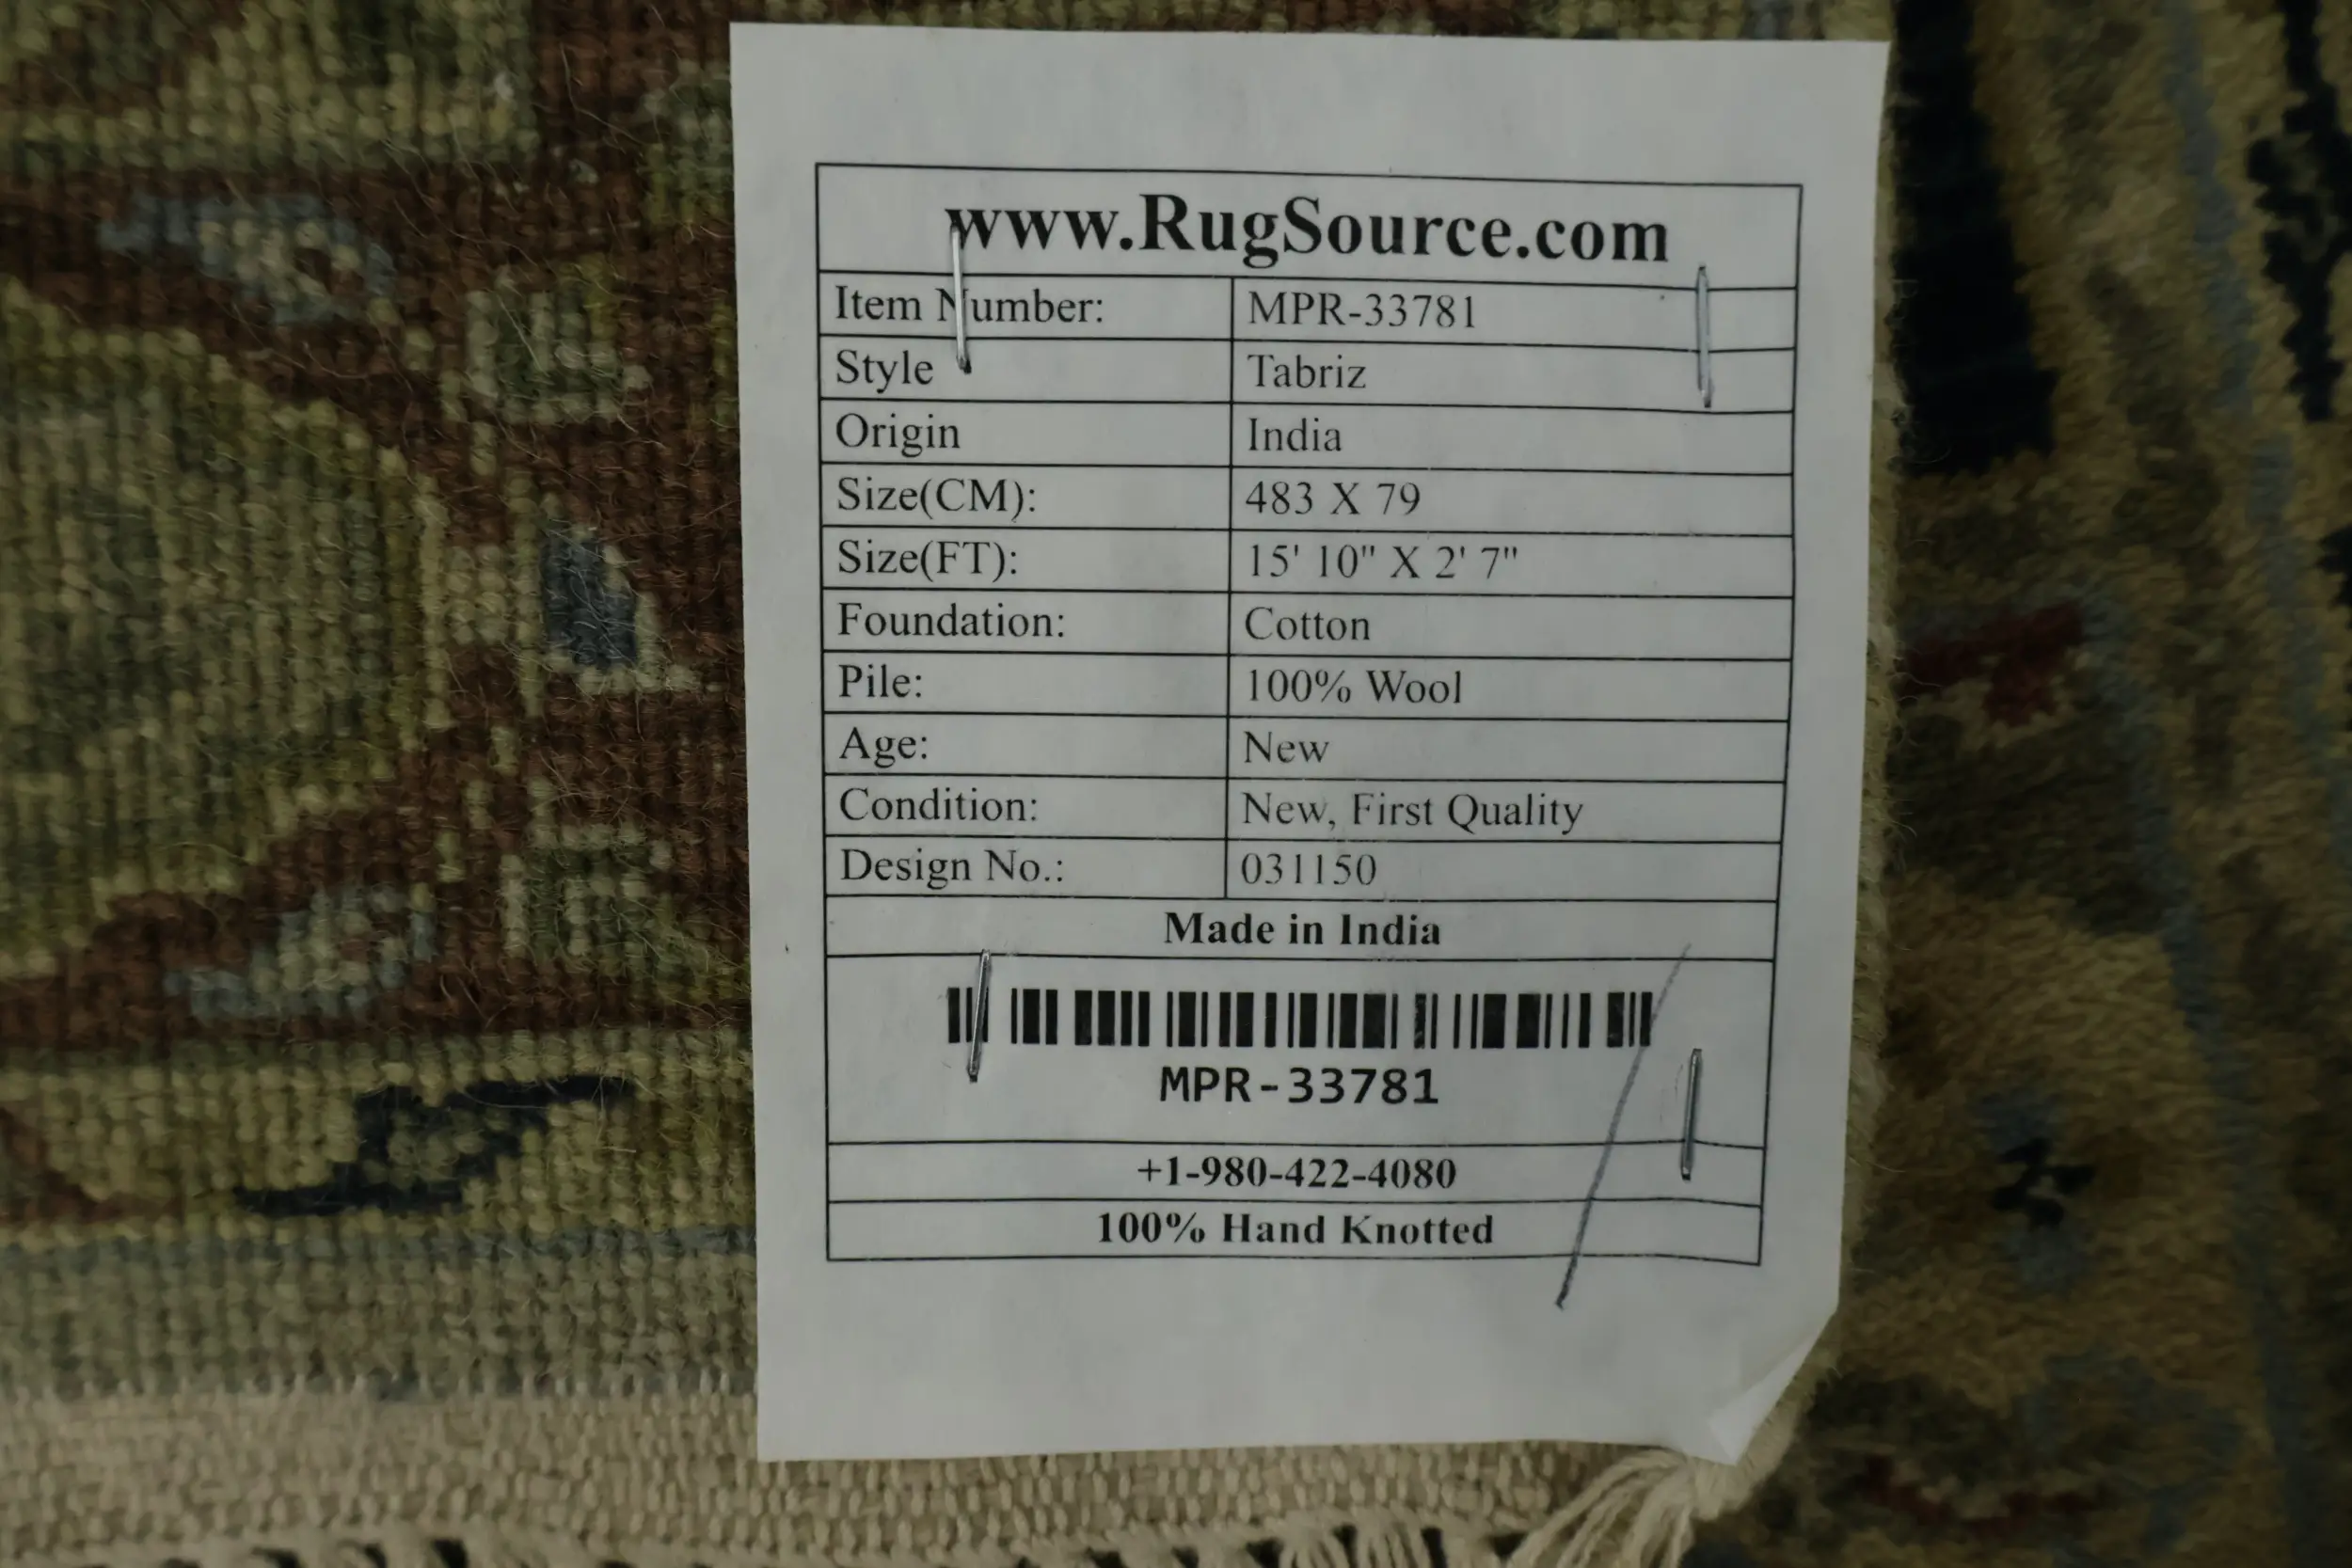 www.RugSource.com
Item Number: MPR-33781
Style Tabriz
Origin India
Size(CM): 483 X 79
Size(FT): 15' 10" X 2' 7"
Foundation: Cotton
Pile: 100% Wool
Age: New
Condition: New, First Quality
Design No.: 031150
Made in India
MPR-33781
+1-980-422-4080
100% Hand Knotted